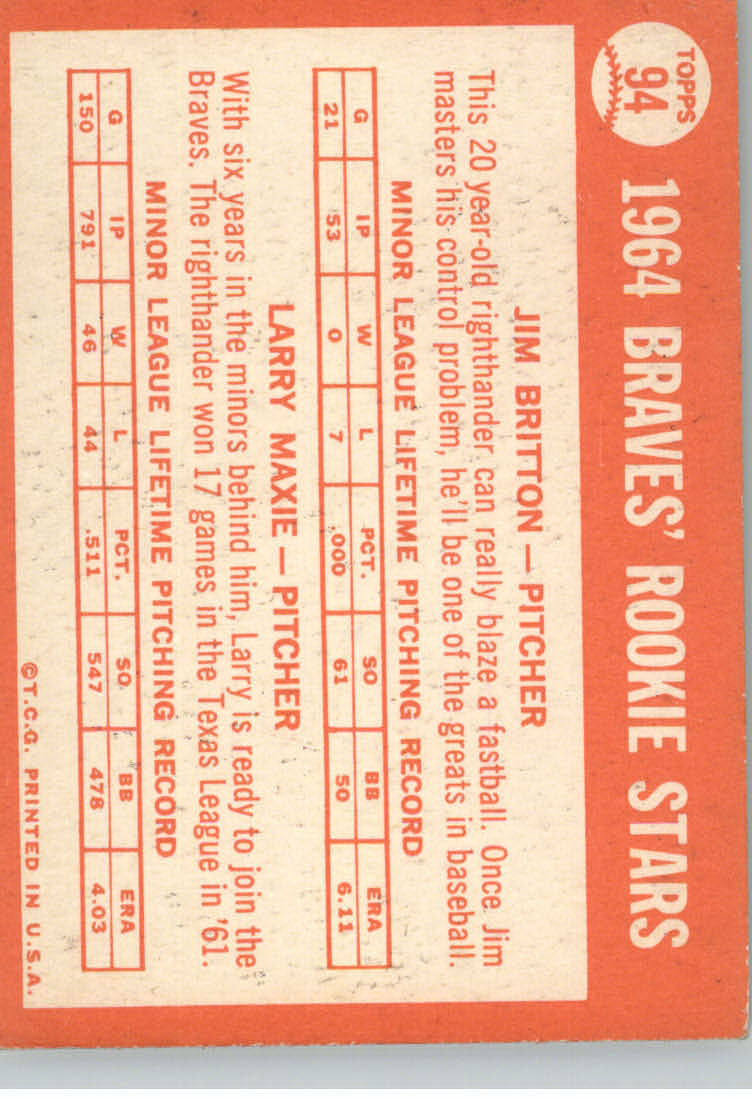 TOPPS
94
1964 BRAVES' ROOKIE STARS
JIM BRITTON — PITCHER
This 20 year-old righthander can really blaze a fastball. Once Jim
masters his control problem, he'll be one of the greats in baseball.
MINOR LEAGUE LIFETIME PITCHING RECORD
G IP W L PCT. SO BB ERA
21 53 0 7 .000 61 50 6.11
LARRY MAXIE — PITCHER
With six years in the minors behind him, Larry is ready to join the
Braves. The righthander won 17 games in the Texas League in '61.
MINOR LEAGUE LIFETIME PITCHING RECORD
G IP W L PCT. SO BB ERA
150 791 46 44 .511 547 478 4.03
©T.C.G. PRINTED IN U.S.A.